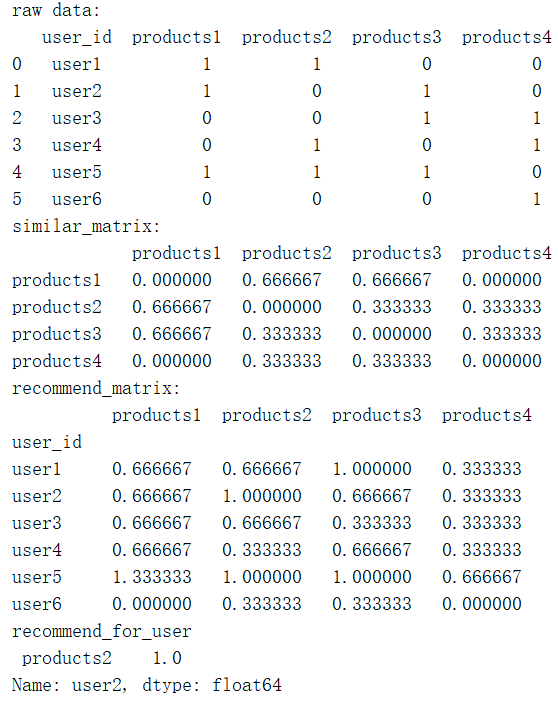 raw data:
user_id products1 products2 products3 products4
0 user1 1 1 0 0
1 user2 1 0 1 0
2 user3 0 0 1 1
3 user4 0 1 0 1
4 user5 1 1 1 0
5 user6 0 0 0 1
similar_matrix:
products1 products2 products3 products4
products1 0.000000 0.666667 0.666667 0.000000
products2 0.666667 0.000000 0.333333 0.333333
products3 0.666667 0.333333 0.000000 0.333333
products4 0.000000 0.333333 0.333333 0.000000
recommend_matrix:
products1 products2 products3 products4
user_id
user1 0.666667 0.666667 1.000000 0.333333
user2 0.666667 1.000000 0.666667 0.333333
user3 0.666667 0.666667 0.333333 0.333333
user4 0.666667 0.333333 0.666667 0.333333
user5 1.333333 1.000000 1.000000 0.666667
user6 0.000000 0.333333 0.333333 0.000000
recommend_for_user
products2 1.0
Name: user2, dtype: float64